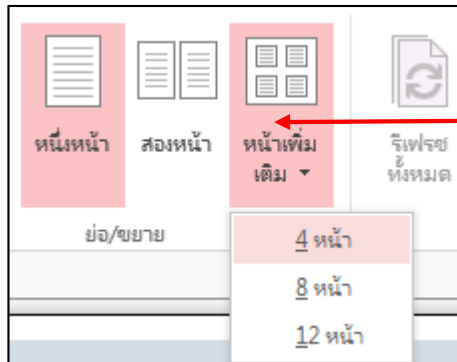 หนึ่งหน้า
สองหน้า
หน้าเพิ่ม
เติม
รีเฟรช
ทั้งหมด
ย่อ/ขยาย
4 หน้า
8 หน้า
12 หน้า